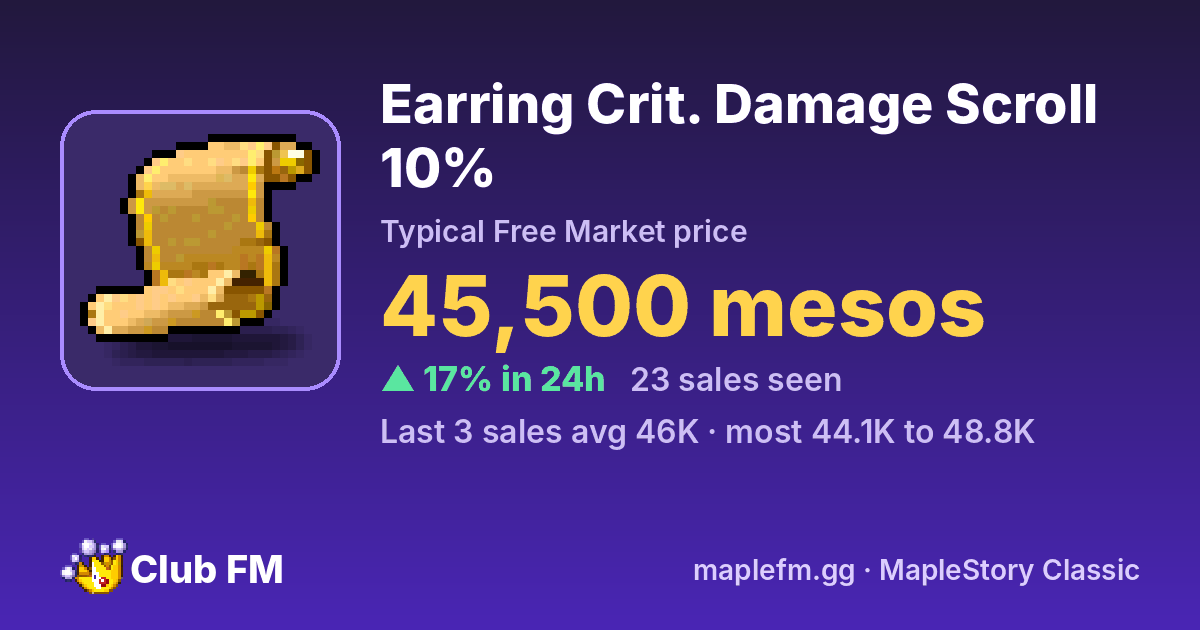 Earring Crit. Damage Scroll
10%
Typical Free Market price
45,500 mesos
▲ 17% in 24h 23 sales seen
Last 3 sales avg 46K · most 44.1K to 48.8K
Club FM
maplefm.gg · MapleStory Classic